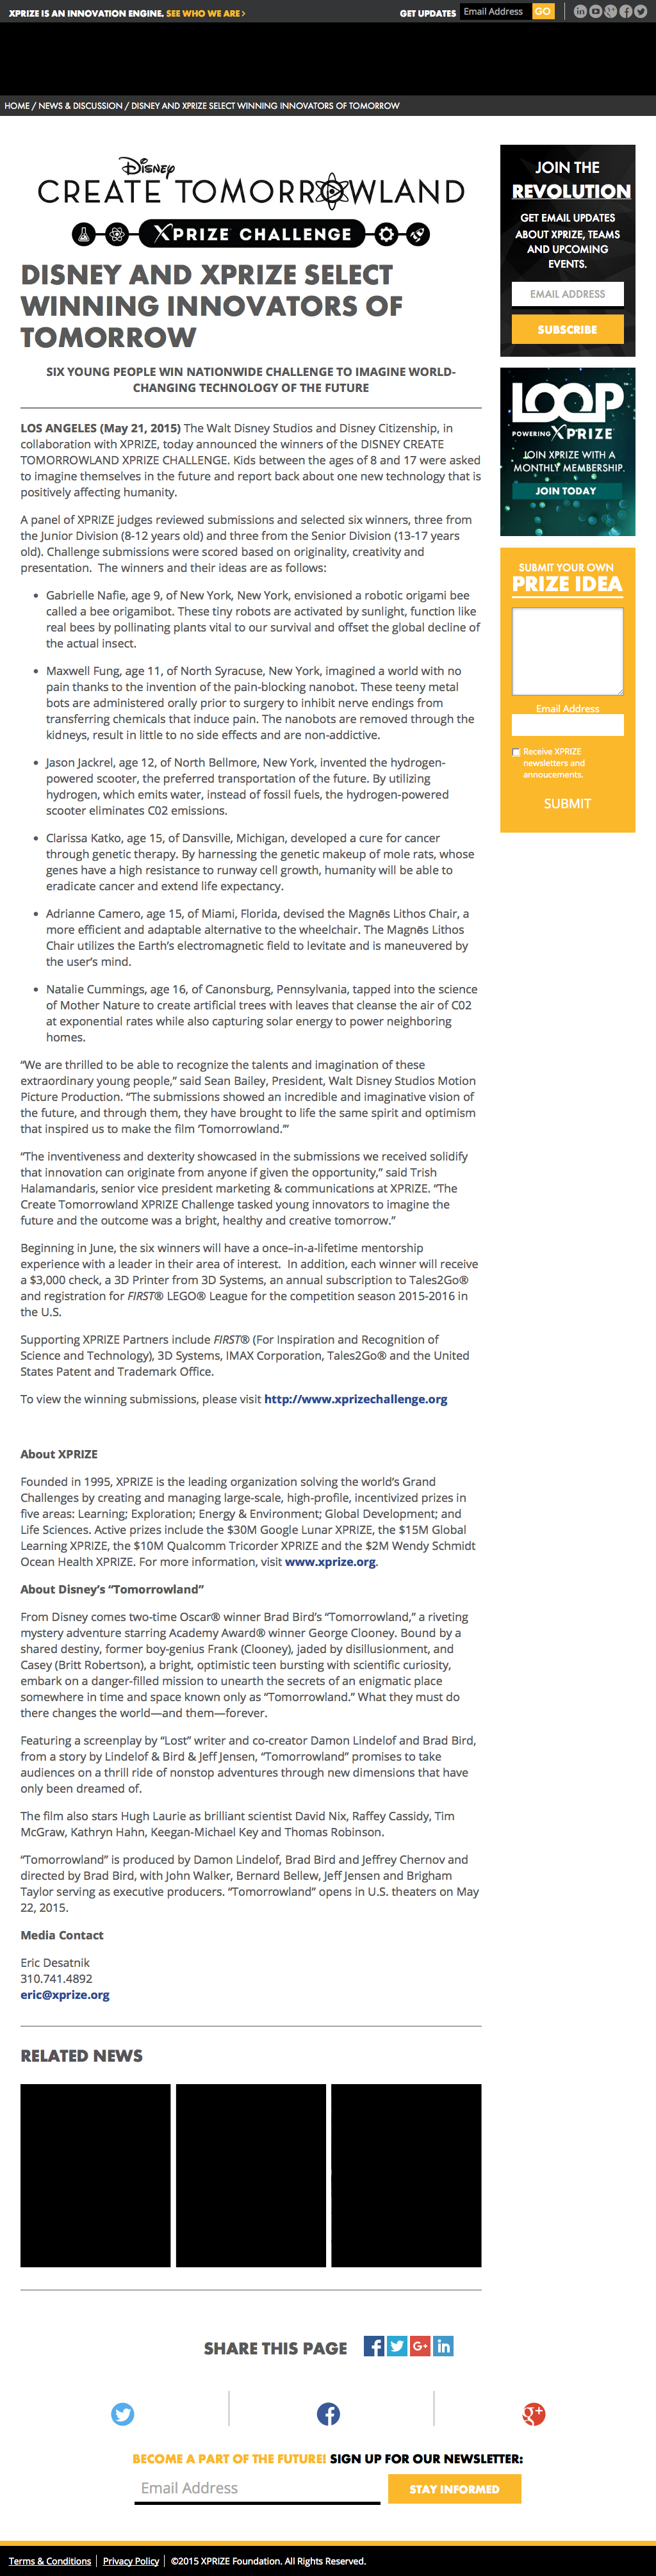 XPRIZE IS AN INNOVATION ENGINE. SEE WHO WE ARE ›
GET UPDATES Email Address GO
HOME / NEWS & DISCUSSION / DISNEY AND XPRIZE SELECT WINNING INNOVATORS OF TOMORROW
Disney
CREATE TOMORROWLAND
XPRIZE CHALLENGE
DISNEY AND XPRIZE SELECT
WINNING INNOVATORS OF
TOMORROW
SIX YOUNG PEOPLE WIN NATIONWIDE CHALLENGE TO IMAGINE WORLD-
CHANGING TECHNOLOGY OF THE FUTURE
LOS ANGELES (May 21, 2015) The Walt Disney Studios and Disney Citizenship, in
collaboration with XPRIZE, today announced the winners of the DISNEY CREATE
TOMORROWLAND XPRIZE CHALLENGE. Kids between the ages of 8 and 17 were asked
to imagine themselves in the future and report back about one new technology that is
positively affecting humanity.
A panel of XPRIZE judges reviewed submissions and selected six winners, three from
the Junior Division (8-12 years old) and three from the Senior Division (13-17 years
old). Challenge submissions were scored based on originality, creativity and
presentation.  The winners and their ideas are as follows:
• Gabrielle Nafie, age 9, of New York, New York, envisioned a robotic origami bee
called a bee origamibot. These tiny robots are activated by sunlight, function like
real bees by pollinating plants vital to our survival and offset the global decline of
the actual insect.
• Maxwell Fung, age 11, of North Syracuse, New York, imagined a world with no
pain thanks to the invention of the pain-blocking nanobot. These teeny metal
bots are administered orally prior to surgery to inhibit nerve endings from
transferring chemicals that induce pain. The nanobots are removed through the
kidneys, result in little to no side effects and are non-addictive.
• Jason Jackrel, age 12, of North Bellmore, New York, invented the hydrogen-
powered scooter, the preferred transportation of the future. By utilizing
hydrogen, which emits water, instead of fossil fuels, the hydrogen-powered
scooter eliminates C02 emissions.
• Clarissa Katko, age 15, of Dansville, Michigan, developed a cure for cancer
through genetic therapy. By harnessing the genetic makeup of mole rats, whose
genes have a high resistance to runway cell growth, humanity will be able to
eradicate cancer and extend life expectancy.
• Adrianne Camero, age 15, of Miami, Florida, devised the Magnēs Lithos Chair, a
more efficient and adaptable alternative to the wheelchair. The Magnēs Lithos
Chair utilizes the Earth's electromagnetic field to levitate and is maneuvered by
the user's mind.
• Natalie Cummings, age 16, of Canonsburg, Pennsylvania, tapped into the science
of Mother Nature to create artificial trees with leaves that cleanse the air of C02
at exponential rates while also capturing solar energy to power neighboring
homes.
“We are thrilled to be able to recognize the talents and imagination of these
extraordinary young people,” said Sean Bailey, President, Walt Disney Studios Motion
Picture Production. “The submissions showed an incredible and imaginative vision of
the future, and through them, they have brought to life the same spirit and optimism
that inspired us to make the film ‘Tomorrowland.’”
“The inventiveness and dexterity showcased in the submissions we received solidify
that innovation can originate from anyone if given the opportunity,” said Trish
Halamandaris, senior vice president marketing & communications at XPRIZE. “The
Create Tomorrowland XPRIZE Challenge tasked young innovators to imagine the
future and the outcome was a bright, healthy and creative tomorrow.”
Beginning in June, the six winners will have a once–in-a-lifetime mentorship
experience with a leader in their area of interest.  In addition, each winner will receive
a $3,000 check, a 3D Printer from 3D Systems, an annual subscription to Tales2Go®
and registration for FIRST® LEGO® League for the competition season 2015-2016 in
the U.S.
Supporting XPRIZE Partners include FIRST® (For Inspiration and Recognition of
Science and Technology), 3D Systems, IMAX Corporation, Tales2Go® and the United
States Patent and Trademark Office.
To view the winning submissions, please visit http://www.xprizechallenge.org
About XPRIZE
Founded in 1995, XPRIZE is the leading organization solving the world's Grand
Challenges by creating and managing large-scale, high-profile, incentivized prizes in
five areas: Learning; Exploration; Energy & Environment; Global Development; and
Life Sciences. Active prizes include the $30M Google Lunar XPRIZE, the $15M Global
Learning XPRIZE, the $10M Qualcomm Tricorder XPRIZE and the $2M Wendy Schmidt
Ocean Health XPRIZE. For more information, visit www.xprize.org.
About Disney's “Tomorrowland”
From Disney comes two-time Oscar® winner Brad Bird's “Tomorrowland,” a riveting
mystery adventure starring Academy Award® winner George Clooney. Bound by a
shared destiny, former boy-genius Frank (Clooney), jaded by disillusionment, and
Casey (Britt Robertson), a bright, optimistic teen bursting with scientific curiosity,
embark on a danger-filled mission to unearth the secrets of an enigmatic place
somewhere in time and space known only as “Tomorrowland.” What they must do
there changes the world—and them—forever.
Featuring a screenplay by “Lost” writer and co-creator Damon Lindelof and Brad Bird,
from a story by Lindelof & Bird & Jeff Jensen, “Tomorrowland” promises to take
audiences on a thrill ride of nonstop adventures through new dimensions that have
only been dreamed of.
The film also stars Hugh Laurie as brilliant scientist David Nix, Raffey Cassidy, Tim
McGraw, Kathryn Hahn, Keegan-Michael Key and Thomas Robinson.
“Tomorrowland” is produced by Damon Lindelof, Brad Bird and Jeffrey Chernov and
directed by Brad Bird, with John Walker, Bernard Bellew, Jeff Jensen and Brigham
Taylor serving as executive producers. “Tomorrowland” opens in U.S. theaters on May
22, 2015.
Media Contact
Eric Desatnik
310.741.4892
eric@xprize.org
JOIN THE
REVOLUTION
GET EMAIL UPDATES
ABOUT XPRIZE, TEAMS
AND UPCOMING
EVENTS.
EMAIL ADDRESS
SUBSCRIBE
LOOP™
POWERING XPRIZE
JOIN XPRIZE WITH A
MONTHLY MEMBERSHIP.
JOIN TODAY
SUBMIT YOUR OWN
PRIZE IDEA
Email Address
Receive XPRIZE
newsletters and
annoucements.
SUBMIT
RELATED NEWS
SHARE THIS PAGE
BECOME A PART OF THE FUTURE! SIGN UP FOR OUR NEWSLETTER:
Email Address
STAY INFORMED
Terms & Conditions | Privacy Policy | ©2015 XPRIZE Foundation. All Rights Reserved.